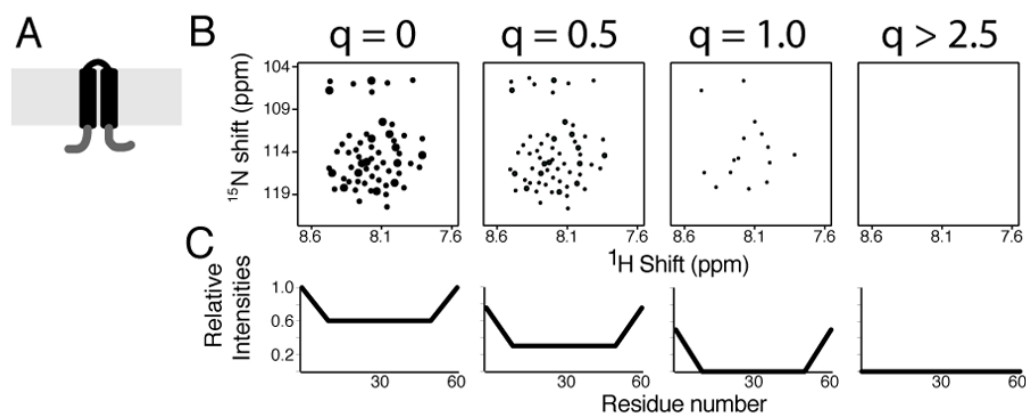 A
B
q = 0
q = 0.5
q = 1.0
q > 2.5
15N shift (ppm)
104
109
114
119
8.6 8.1 7.6
8.6 8.1 7.6
8.6 8.1 7.6
8.6 8.1 7.6
1H Shift (ppm)
C
Relative
Intensities
1.0
0.6
0.2
30 60
30 60
30 60
30 60
Residue number